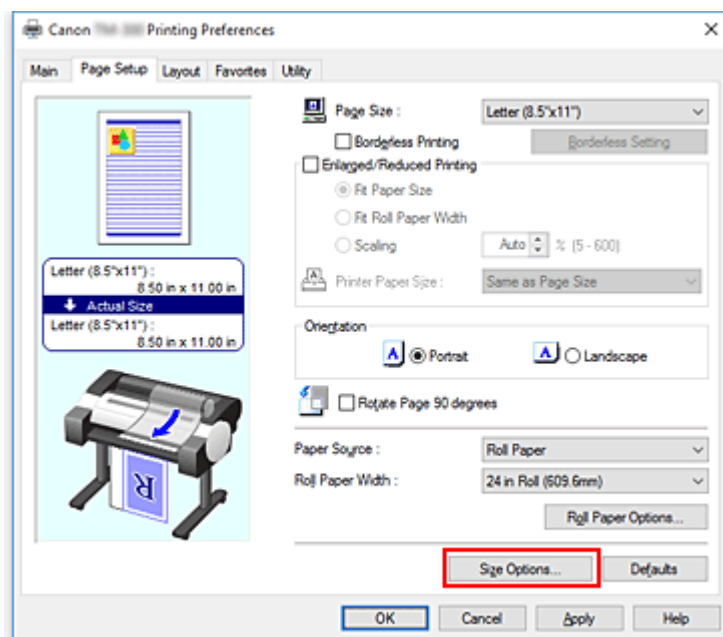 Canon Printing Preferences
Main Page Setup Layout Favorites Utility
Page Size : Letter (8.5"x11")
Borderless Printing Borderless Setting
Enlarged/Reduced Printing
Fit Paper Size
Fit Roll Paper Width
Scaling Auto % (5 - 600)
Printer Paper Size : Same as Page Size
Letter (8.5"x11") :
8.50 in x 11.00 in
Actual Size
Letter (8.5"x11") :
8.50 in x 11.00 in
Orientation
A Portrait A Landscape
Rotate Page 90 degrees
R
Paper Source : Roll Paper
Roll Paper Width : 24 in Roll (609.6mm)
Roll Paper Options...
Size Options... Defaults
OK Cancel Apply Help